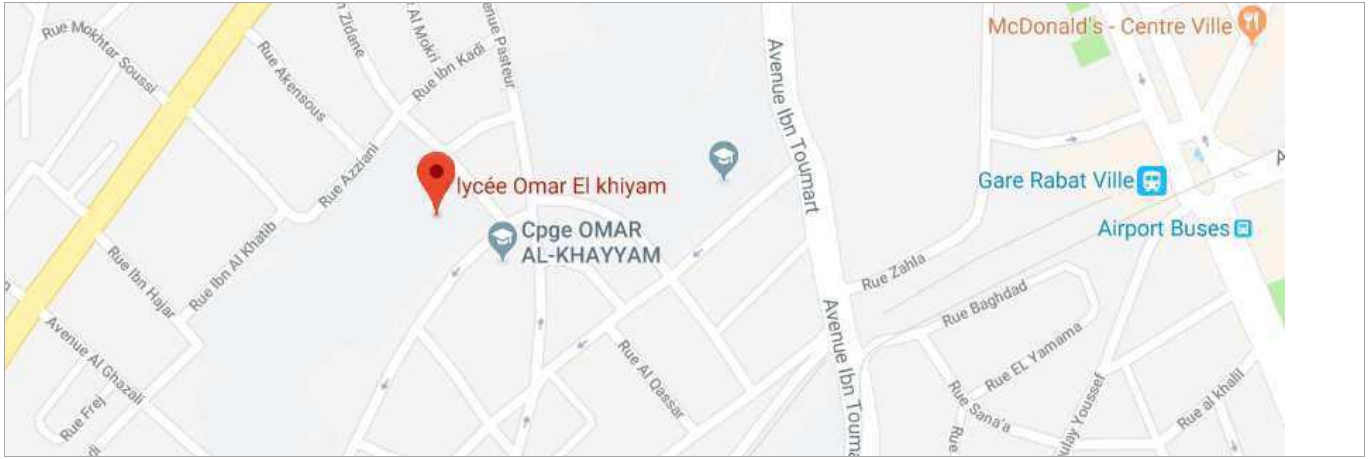 McDonald's - Centre Ville
Rue Mokhtar Soussi
Rue Akensous
Zidane
Al Mokri
Rue Ibn Kadi
enue Pasteur
Avenue Ibn Toumart
Rue Azziani
lycée Omar El khiyam
Gare Rabat Ville
Cpge OMAR
AL-KHAYYAM
Airport Buses
Rue Ibn Al Khatib
Rue Ibn Hajar
Rue Zahla
Rue Baghdad
Avenue Al Ghazali
Avenue Ibn Touma
Rue EL Yamama
Rue Al Qassar
Rue Sana'a
Rue
ulay Youssef
Rue al khalil
Rue Frej
di